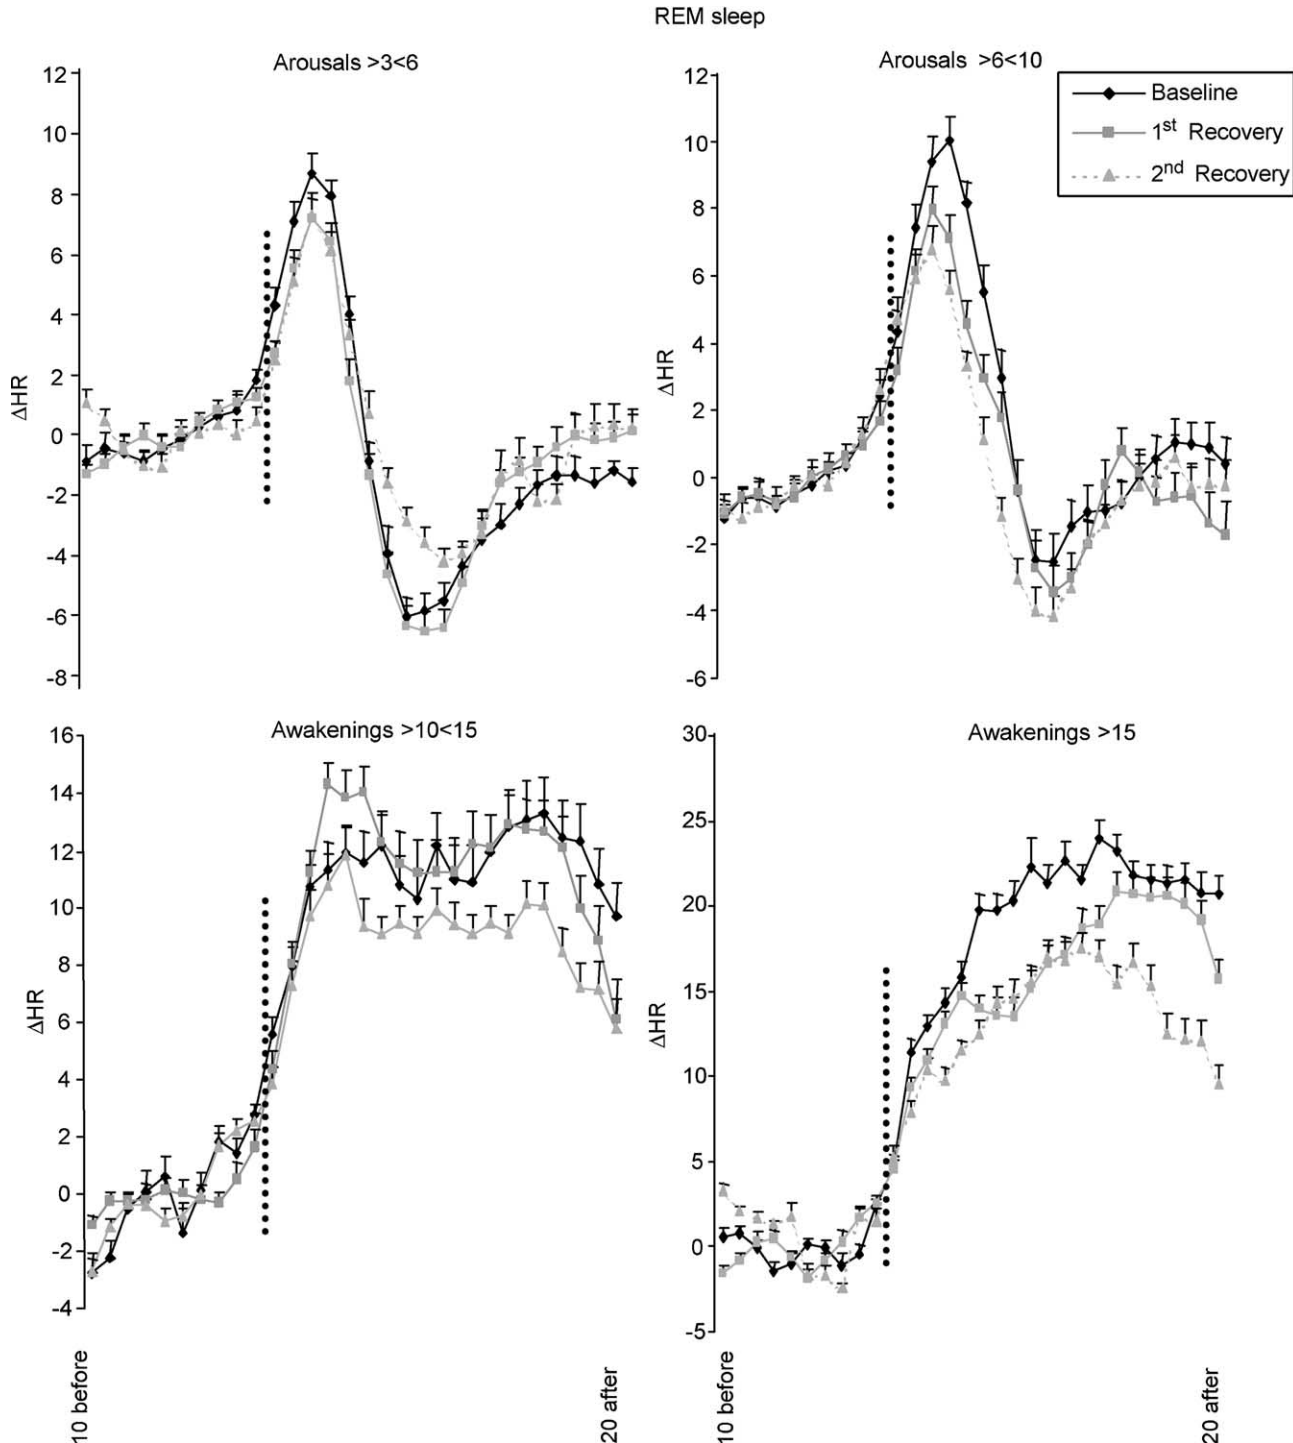 REM sleep
Arousals >3<6
12
10
8
6
4
2
0
-2
-4
-6
-8
ΔHR
Arousals >6<10
12
10
8
6
4
2
0
-2
-4
-6
ΔHR
Baseline
1st Recovery
2nd Recovery
Awakenings >10<15
16
14
12
10
8
6
4
2
0
-2
-4
ΔHR
10 before
20 after
Awakenings >15
30
25
20
15
10
5
0
-5
ΔHR
10 before
20 after